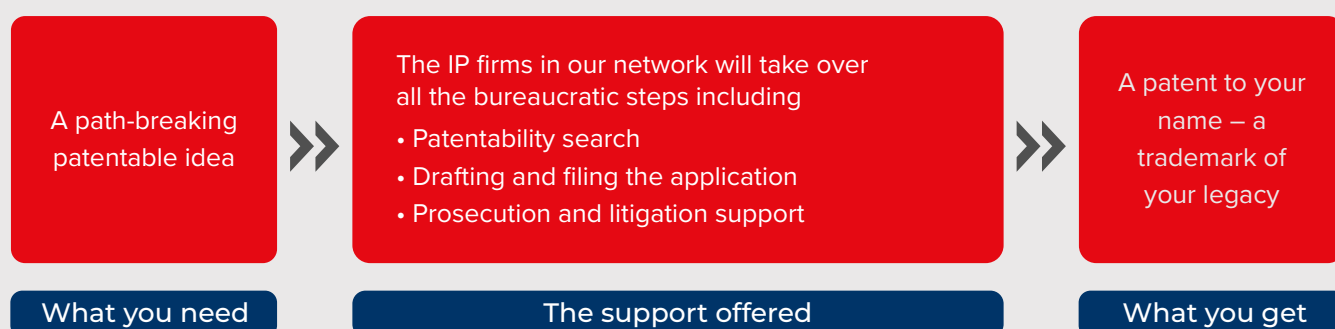 A path-breaking
patentable idea
The IP firms in our network will take over
all the bureaucratic steps including
• Patentability search
• Drafting and filing the application
• Prosecution and litigation support
A patent to your
name – a
trademark of
your legacy
What you need
The support offered
What you get